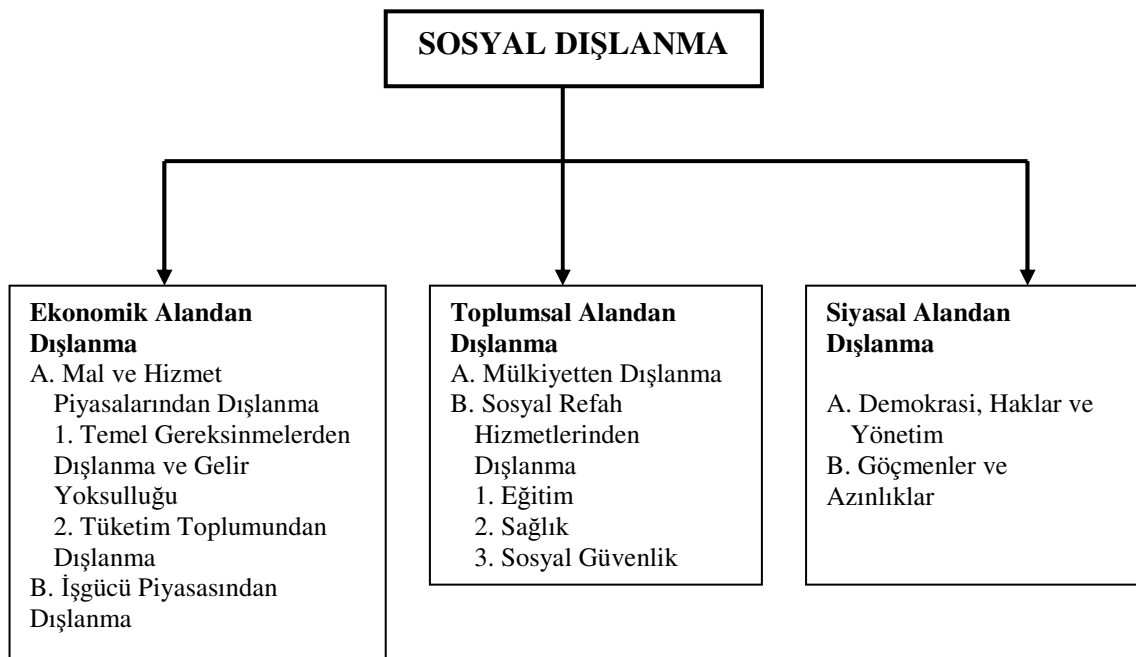 SOSYAL DIŞLANMA
Ekonomik Alandan
Dışlanma
A. Mal ve Hizmet
Piyasalarından Dışlanma
1. Temel Gereksinmelerden
Dışlanma ve Gelir
Yoksulluğu
2. Tüketim Toplumundan
Dışlanma
B. İşgücü Piyasasından
Dışlanma
Toplumsal Alandan
Dışlanma
A. Mülkiyetten Dışlanma
B. Sosyal Refah
Hizmetlerinden
Dışlanma
1. Eğitim
2. Sağlık
3. Sosyal Güvenlik
Siyasal Alandan
Dışlanma
A. Demokrasi, Haklar ve
Yönetim
B. Göçmenler ve
Azınlıklar